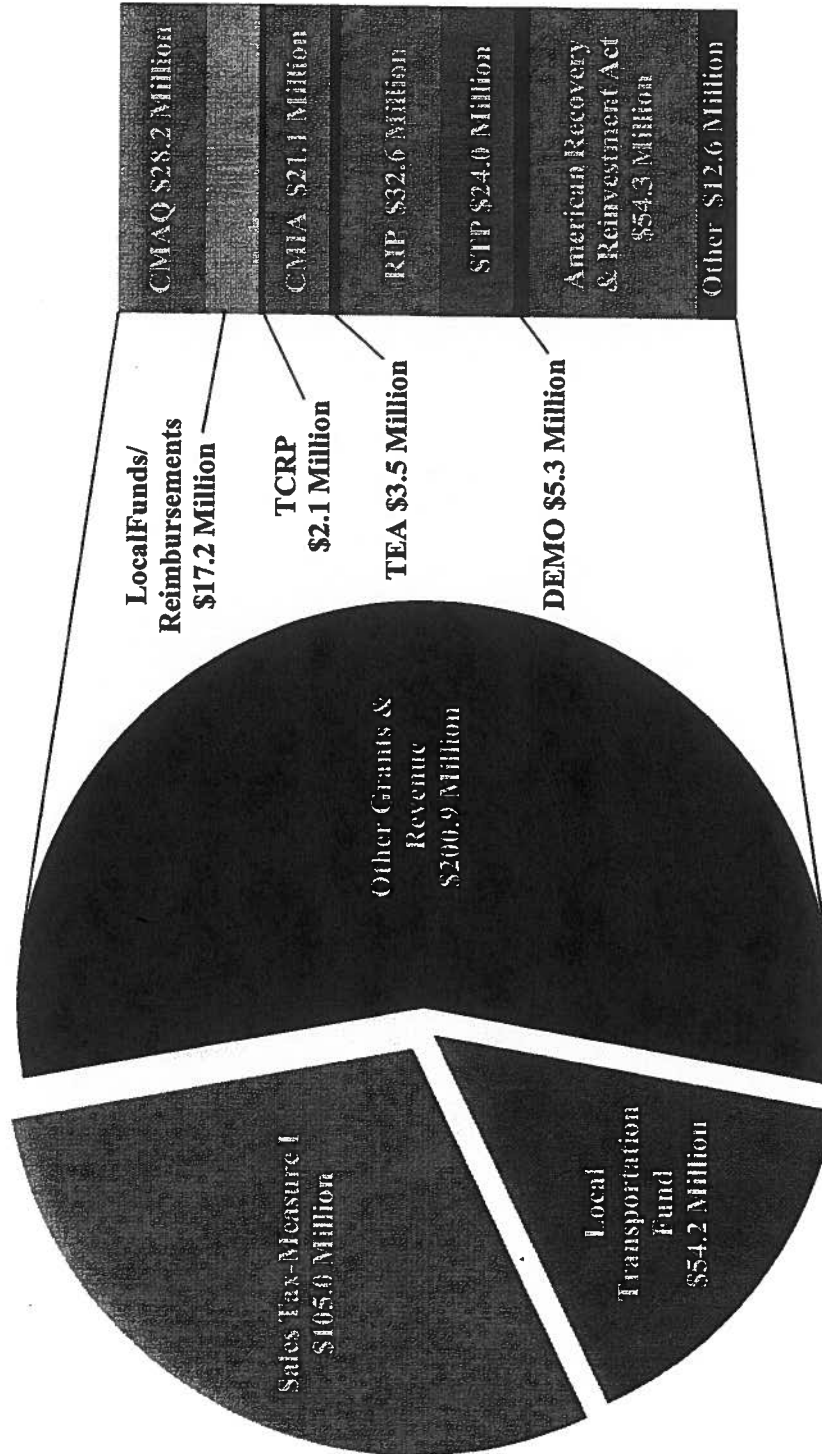 Sales Tax-Measure I
$105.0 Million
Local
Transportation
Fund
$54.2 Million
Other Grants &
Revenue
$200.9 Million
LocalFunds/
Reimbursements
$17.2 Million
TCRP
$2.1 Million
TEA $3.5 Million
DEMO $5.3 Million
CMAQ $28.2 Million
CMIA $21.1 Million
RIP $32.6 Million
STP $24.0 Million
American Recovery
& Reinvestment Act
$54.3 Million
Other $12.6 Million